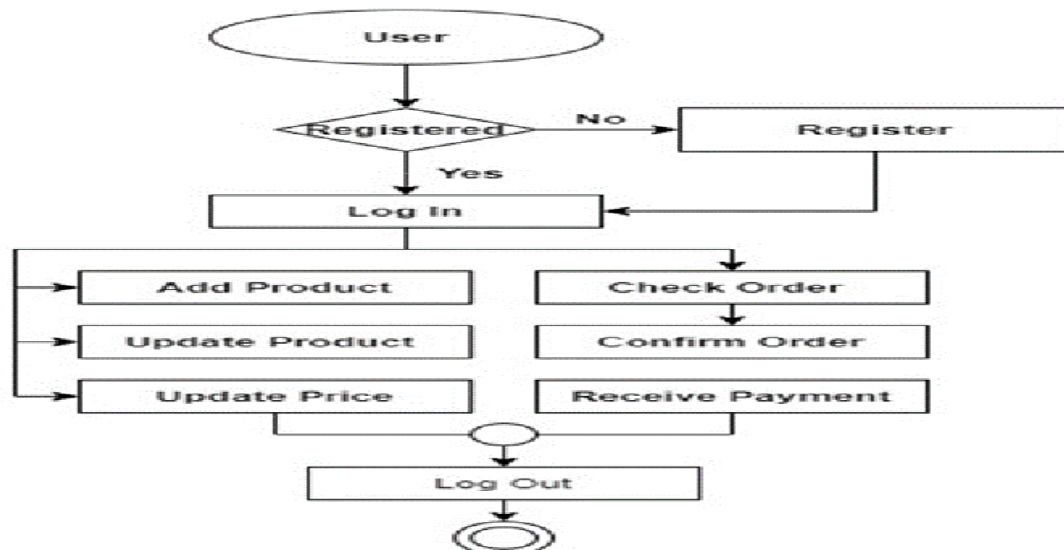 User
Registered
No
Register
Yes
Log In
Add Product
Check Order
Update Product
Confirm Order
Update Price
Receive Payment
Log Out